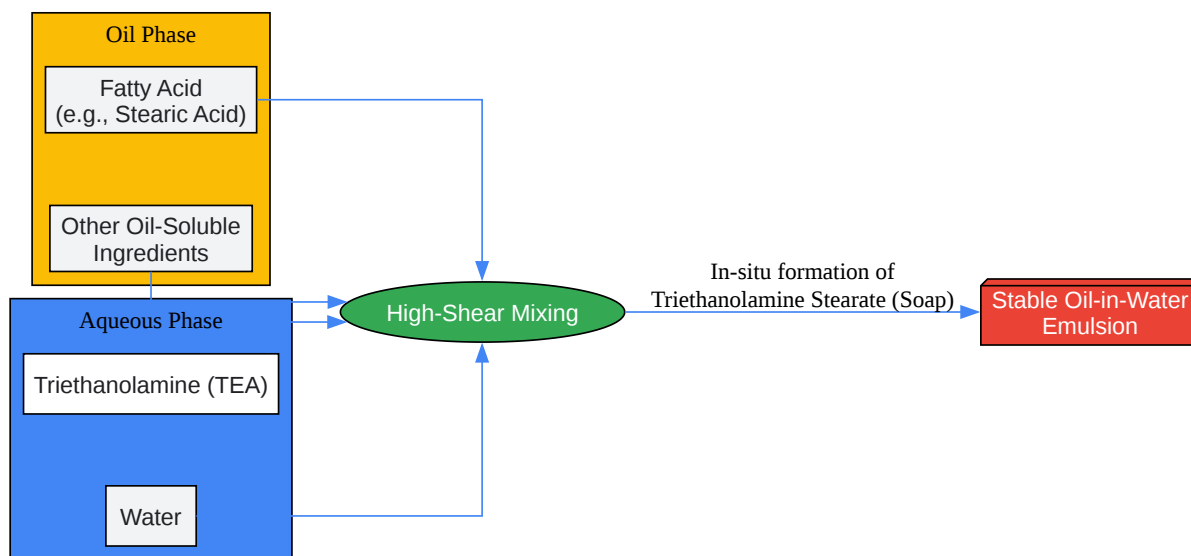 Oil Phase
Fatty Acid
(e.g., Stearic Acid)
Other Oil-Soluble
Ingredients
Aqueous Phase
Triethanolamine (TEA)
Water
High-Shear Mixing
In-situ formation of
Triethanolamine Stearate (Soap)
Stable Oil-in-Water
Emulsion